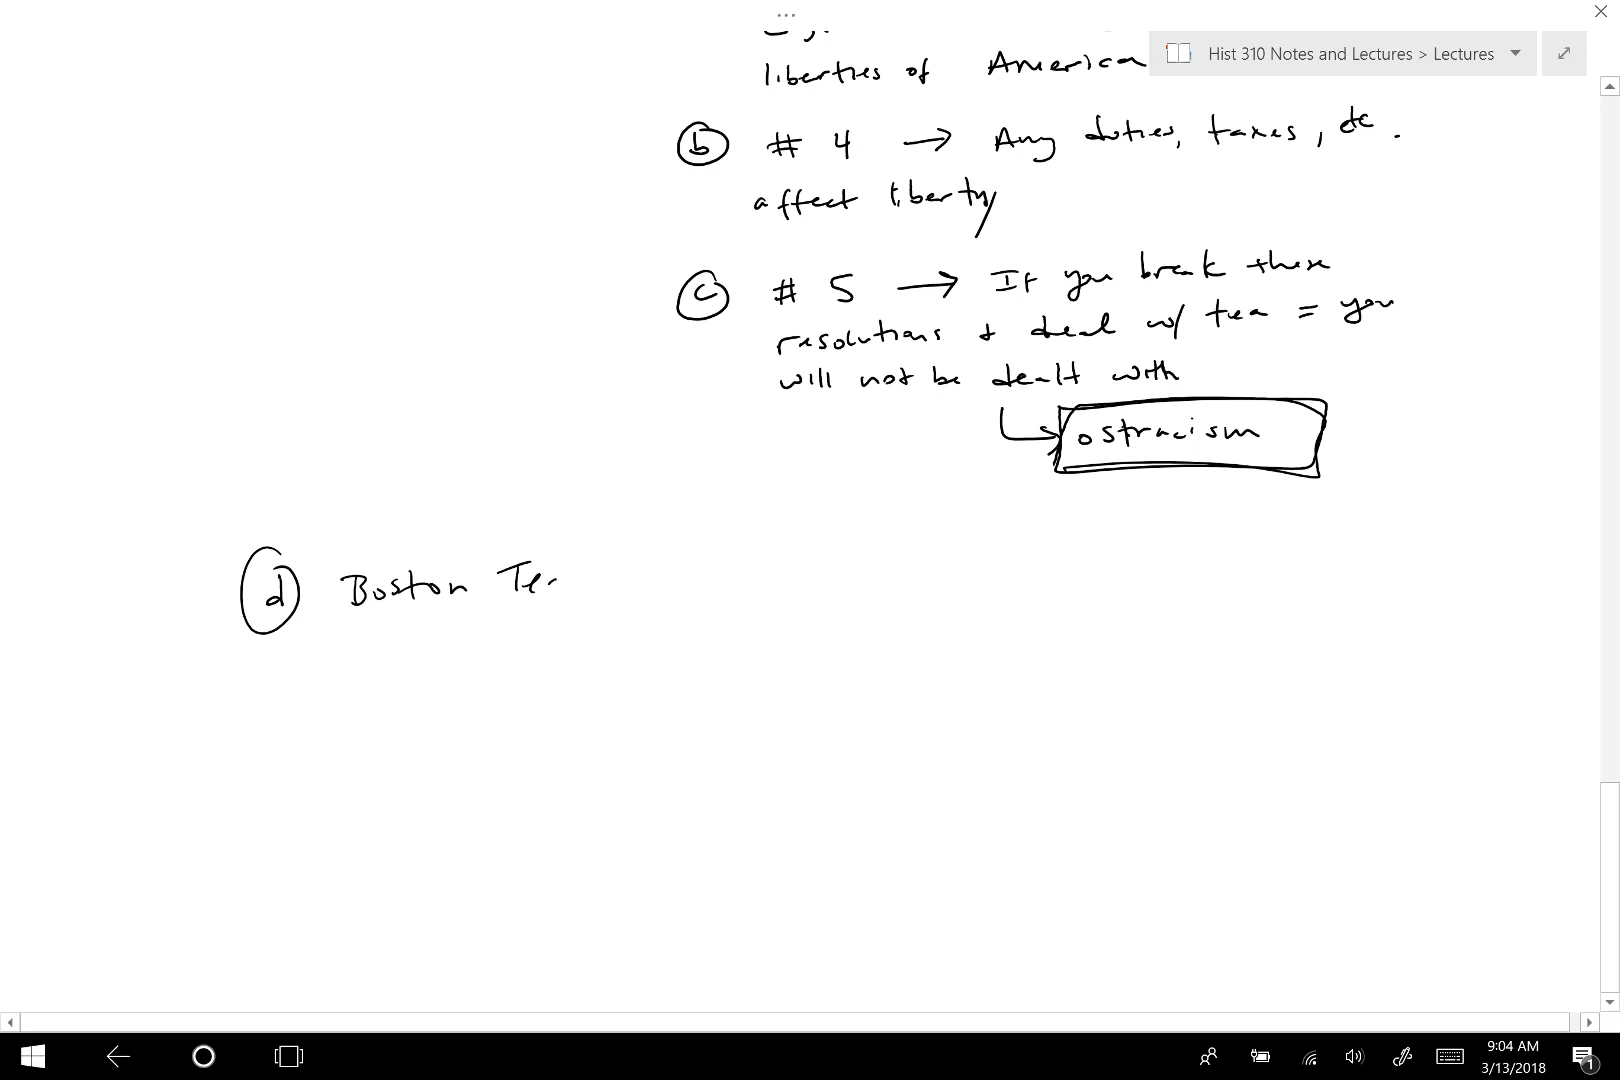 ...
Hist 310 Notes and Lectures > Lectures
liberties of America
b # 4 → Any duties, taxes, etc.
affect liberty
c # 5 → If you break these
resolutions + deal w/ tea = you
will not be dealt with
ostracism
d Boston Te
9:04 AM
3/13/2018
1